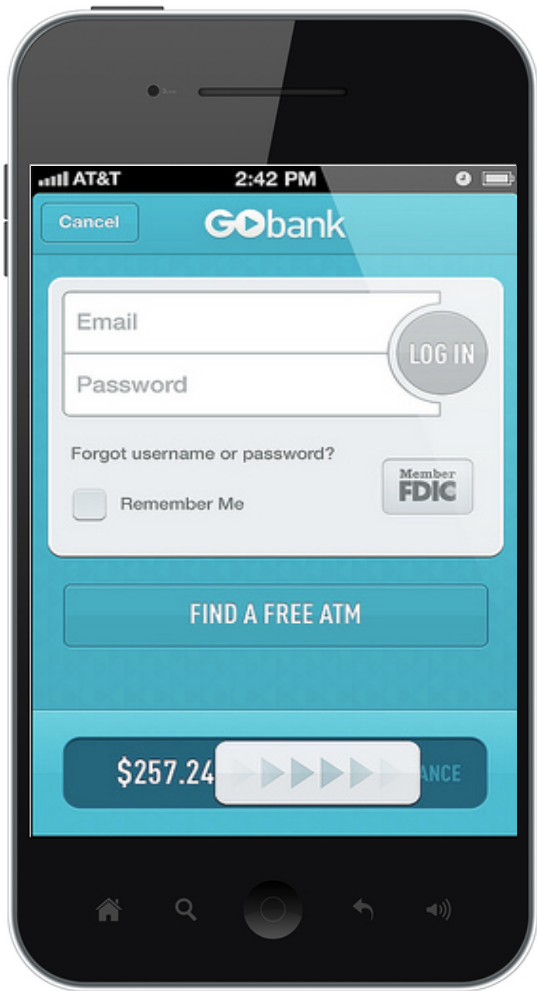 AT&T 2:42 PM
Cancel GObank
Email
LOG IN
Password
Forgot username or password?
Member
FDIC
Remember Me
FIND A FREE ATM
$257.24 ANCE